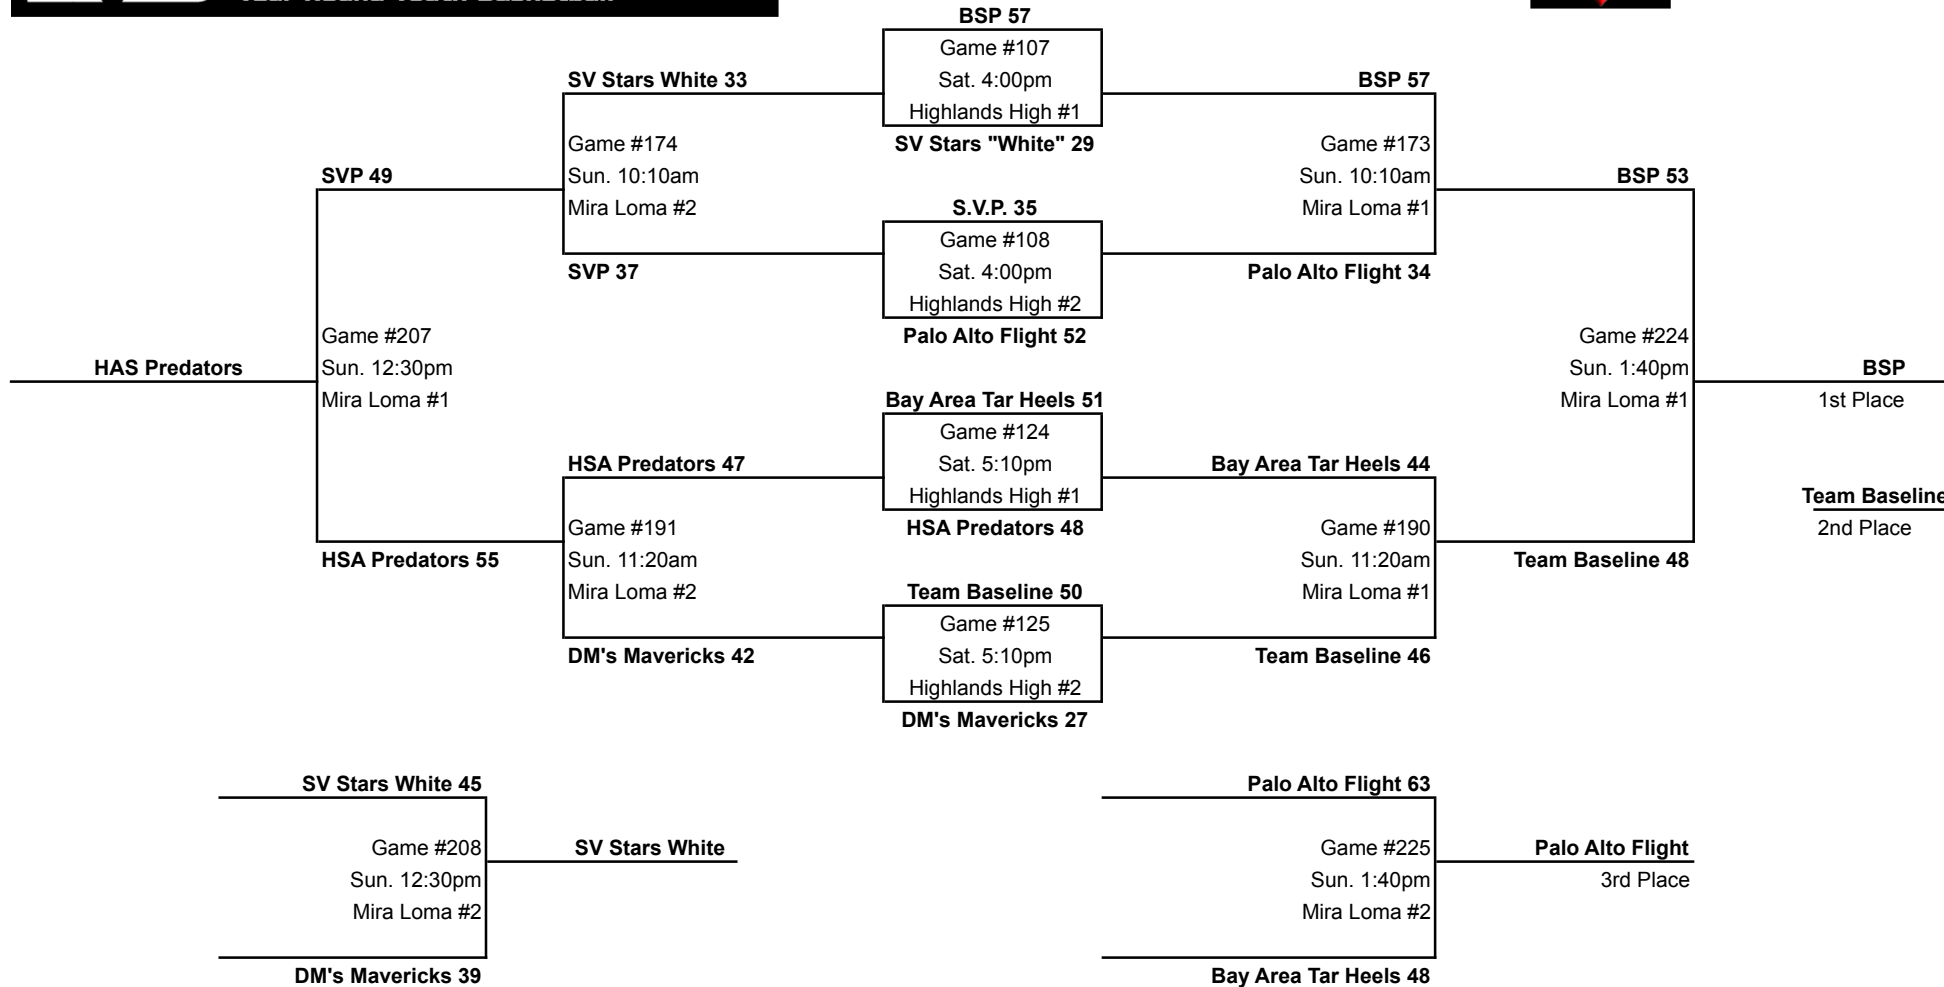 BSP 57
Game #107
Sat. 4:00pm
Highlands High #1
SV Stars "White" 29
SV Stars White 33
Game #174
Sun. 10:10am
Mira Loma #2
SVP 37
BSP 57
Game #173
Sun. 10:10am
Mira Loma #1
Palo Alto Flight 34
SVP 49
Game #207
Sun. 12:30pm
Mira Loma #1
HSA Predators 55
HAS Predators
S.V.P. 35
Game #108
Sat. 4:00pm
Highlands High #2
Palo Alto Flight 52
BSP 53
Game #224
Sun. 1:40pm
Mira Loma #1
Team Baseline 48
BSP
1st Place
Team Baseline
2nd Place
Bay Area Tar Heels 51
Game #124
Sat. 5:10pm
Highlands High #1
HSA Predators 48
HSA Predators 47
Game #191
Sun. 11:20am
Mira Loma #2
DM's Mavericks 42
Bay Area Tar Heels 44
Game #190
Sun. 11:20am
Mira Loma #1
Team Baseline 46
Team Baseline 50
Game #125
Sat. 5:10pm
Highlands High #2
DM's Mavericks 27
SV Stars White 45
Game #208
Sun. 12:30pm
Mira Loma #2
DM's Mavericks 39
SV Stars White
Palo Alto Flight 63
Game #225
Sun. 1:40pm
Mira Loma #2
Bay Area Tar Heels 48
Palo Alto Flight
3rd Place